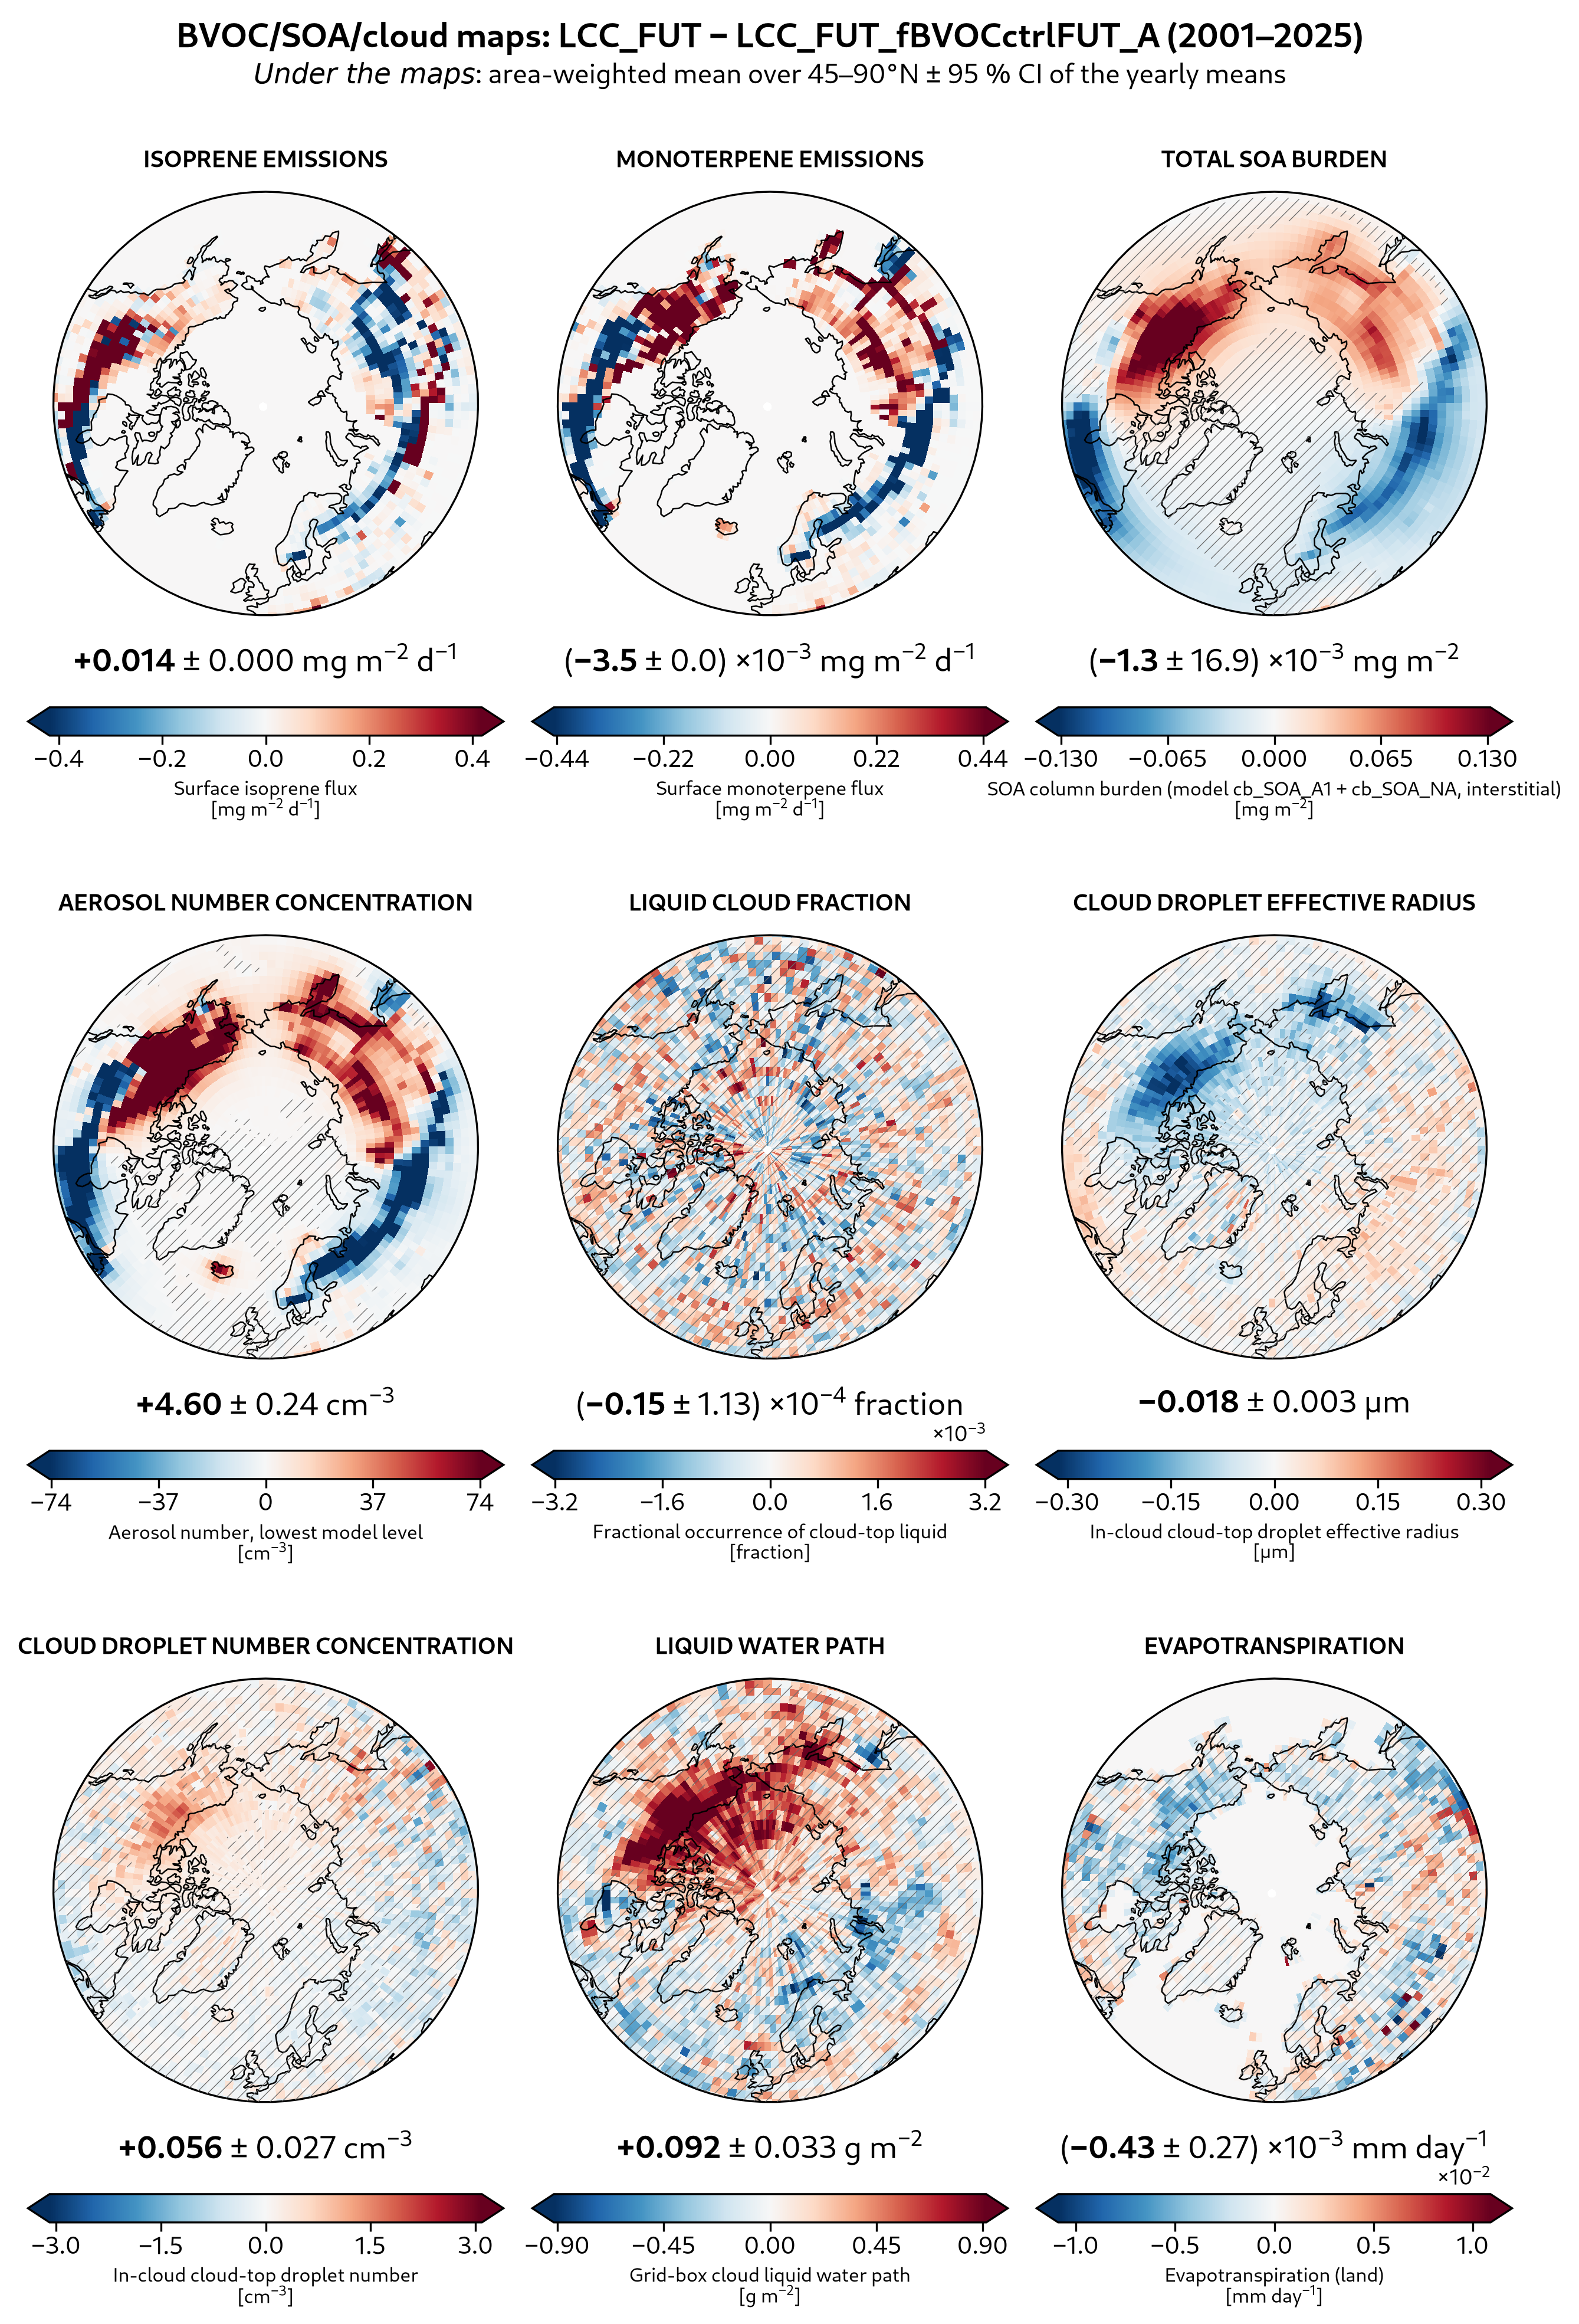 BVOC/SOA/cloud maps: LCC_FUT − LCC_FUT_fBVOCctrlFUT_A (2001–2025)
Under the maps: area-weighted mean over 45–90°N ± 95 % CI of the yearly means
ISOPRENE EMISSIONS
MONOTERPENE EMISSIONS
TOTAL SOA BURDEN
+0.014 ± 0.000 mg m⁻² d⁻¹
(−3.5 ± 0.0) ×10⁻³ mg m⁻² d⁻¹
(−1.3 ± 16.9) ×10⁻³ mg m⁻²
−0.4 −0.2 0.0 0.2 0.4
−0.44 −0.22 0.00 0.22 0.44
−0.130 −0.065 0.000 0.065 0.130
Surface isoprene flux
[mg m⁻² d⁻¹]
Surface monoterpene flux
[mg m⁻² d⁻¹]
SOA column burden (model cb_SOA_A1 + cb_SOA_NA, interstitial)
[mg m⁻²]
AEROSOL NUMBER CONCENTRATION
LIQUID CLOUD FRACTION
CLOUD DROPLET EFFECTIVE RADIUS
+4.60 ± 0.24 cm⁻³
(−0.15 ± 1.13) ×10⁻⁴ fraction
−0.018 ± 0.003 µm
×10⁻³
−74 −37 0 37 74
−3.2 −1.6 0.0 1.6 3.2
−0.30 −0.15 0.00 0.15 0.30
Aerosol number, lowest model level
[cm⁻³]
Fractional occurrence of cloud-top liquid
[fraction]
In-cloud cloud-top droplet effective radius
[µm]
CLOUD DROPLET NUMBER CONCENTRATION
LIQUID WATER PATH
EVAPOTRANSPIRATION
+0.056 ± 0.027 cm⁻³
+0.092 ± 0.033 g m⁻²
(−0.43 ± 0.27) ×10⁻³ mm day⁻¹
×10⁻²
−3.0 −1.5 0.0 1.5 3.0
−0.90 −0.45 0.00 0.45 0.90
−1.0 −0.5 0.0 0.5 1.0
In-cloud cloud-top droplet number
[cm⁻³]
Grid-box cloud liquid water path
[g m⁻²]
Evapotranspiration (land)
[mm day⁻¹]